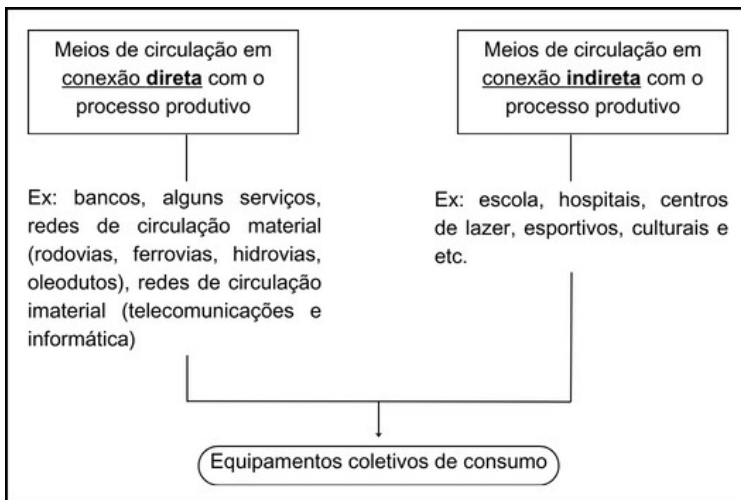 Meios de circulação em
conexão direta com o
processo produtivo
Meios de circulação em
conexão indireta com o
processo produtivo
Ex: bancos, alguns serviços,
redes de circulação material
(rodovias, ferrovias, hidrovias,
oleodutos), redes de circulação
imaterial (telecomunicações e
informática)
Ex: escola, hospitais, centros
de lazer, esportivos, culturais e
etc.
Equipamentos coletivos de consumo